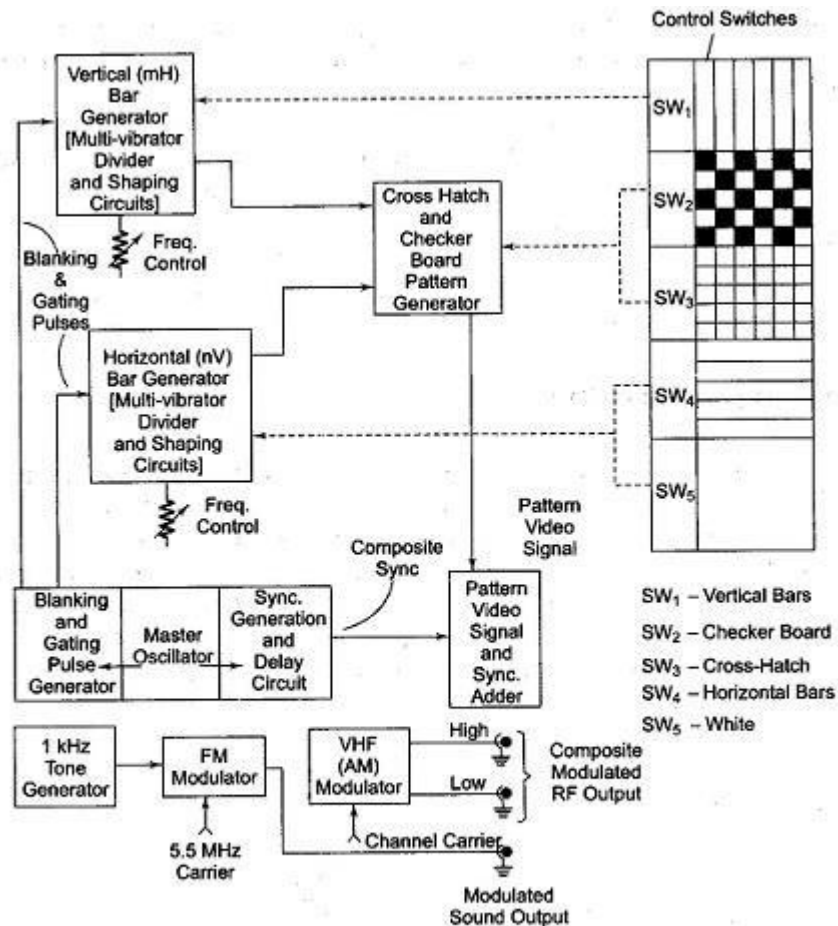 Control Switches
Vertical (mH)
Bar
Generator
[Multi-vibrator
Divider
and Shaping
Circuits]
SW1
SW2
SW3
SW4
SW5
Cross Hatch
and
Checker
Board
Pattern
Generator
Freq.
Control
Blanking
&
Gating
Pulses
Horizontal (nV)
Bar Generator
[Multi-vibrator
Divider
and Shaping
Circuits]
Freq.
Control
Pattern
Video
Signal
Composite
Sync
Blanking
and
Gating
Pulse
Generator
Master
Oscillator
Sync.
Generation
and
Delay
Circuit
Pattern
Video
Signal
and
Sync.
Adder
SW1 – Vertical Bars
SW2 – Checker Board
SW3 – Cross-Hatch
SW4 – Horizontal Bars
SW5 – White
1 kHz
Tone
Generator
FM
Modulator
5.5 MHz
Carrier
VHF
(AM)
Modulator
High
Low
Composite
Modulated
RF Output
Channel Carrier
Modulated
Sound Output